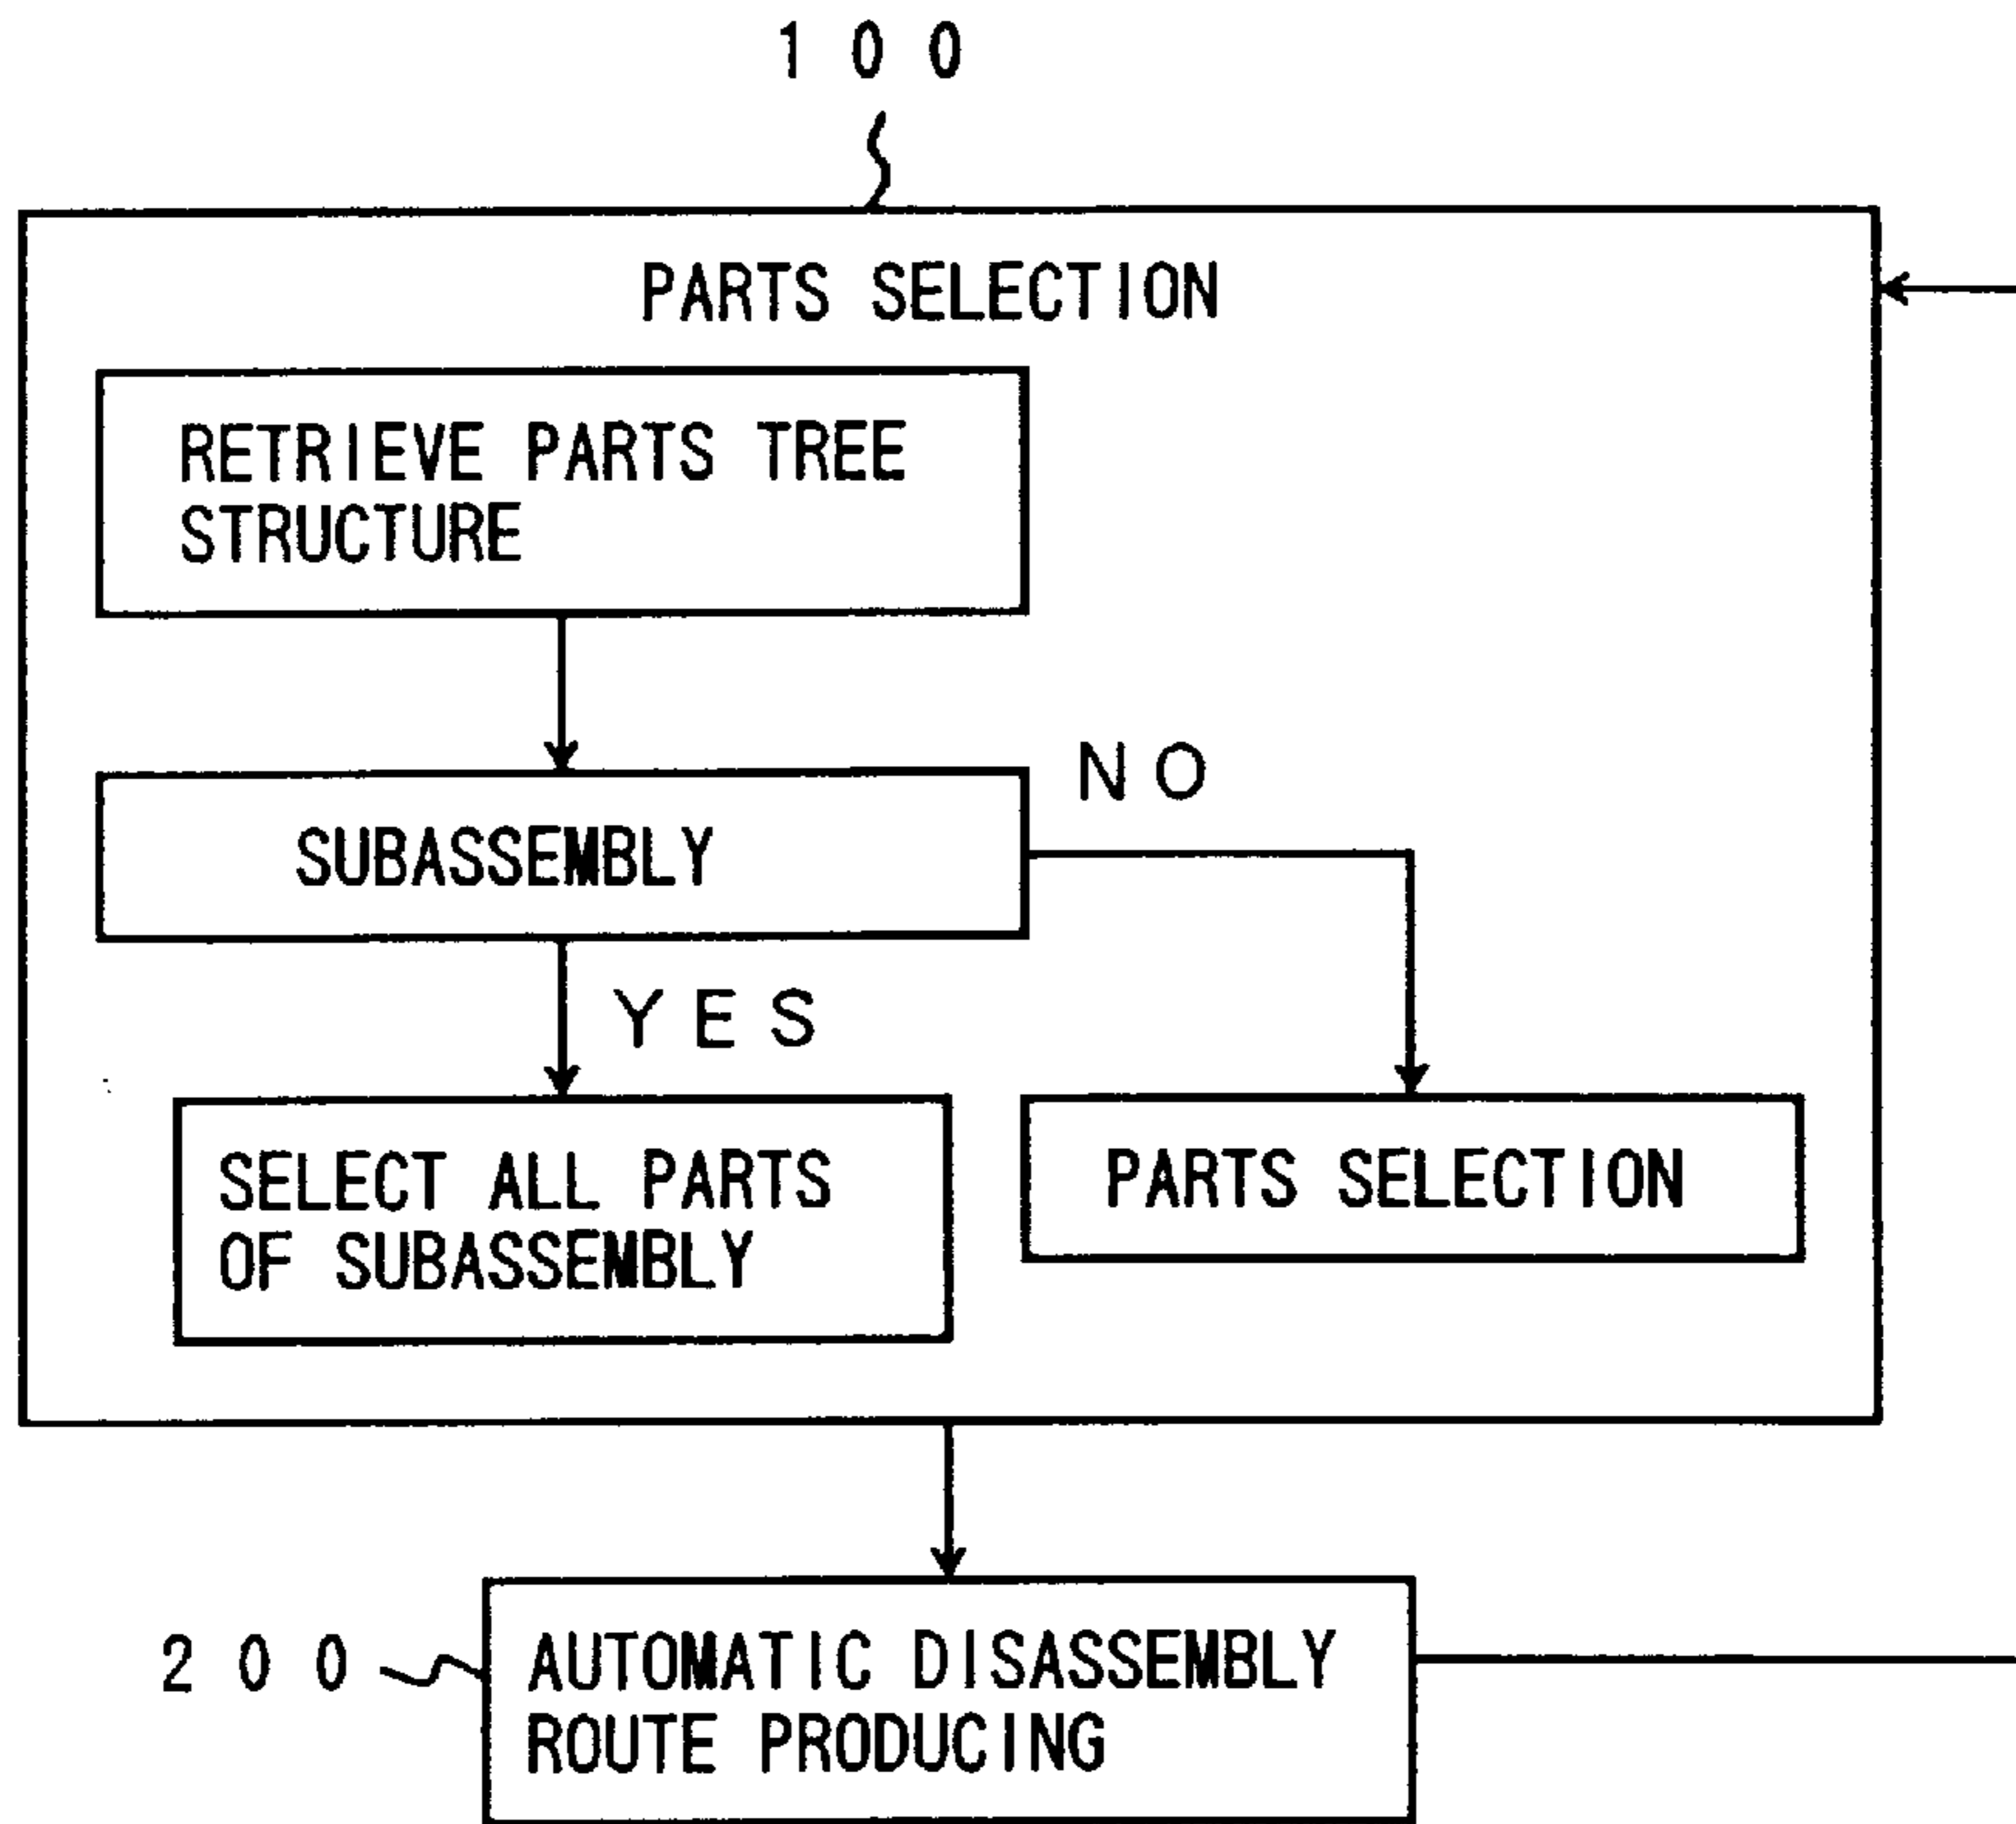 100
PARTS SELECTION
RETRIEVE PARTS TREE
STRUCTURE
SUBASSEMBLY
NO
YES
SELECT ALL PARTS
OF SUBASSEMBLY
PARTS SELECTION
200
AUTOMATIC DISASSEMBLY
ROUTE PRODUCING